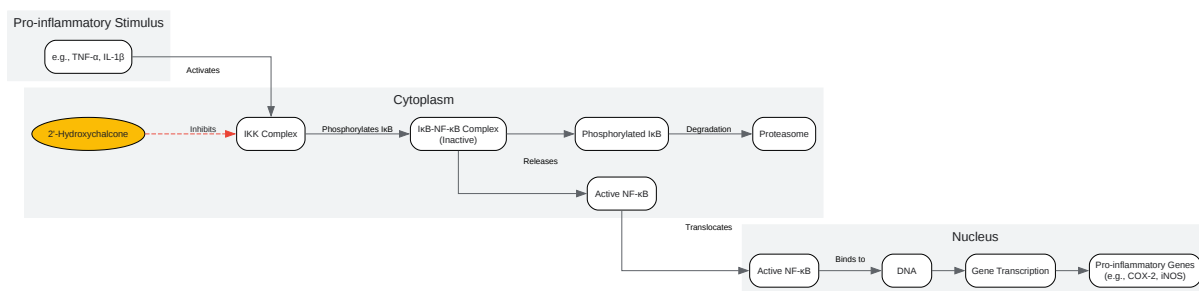 Pro-inflammatory Stimulus
e.g., TNF-α, IL-1β
Activates
Cytoplasm
2'-Hydroxychalcone
Inhibits
IKK Complex
Phosphorylates IκB
IκB-NF-κB Complex
(Inactive)
Phosphorylated IκB
Degradation
Proteasome
Releases
Active NF-κB
Translocates
Nucleus
Active NF-κB
Binds to
DNA
Gene Transcription
Pro-inflammatory Genes
(e.g., COX-2, iNOS)